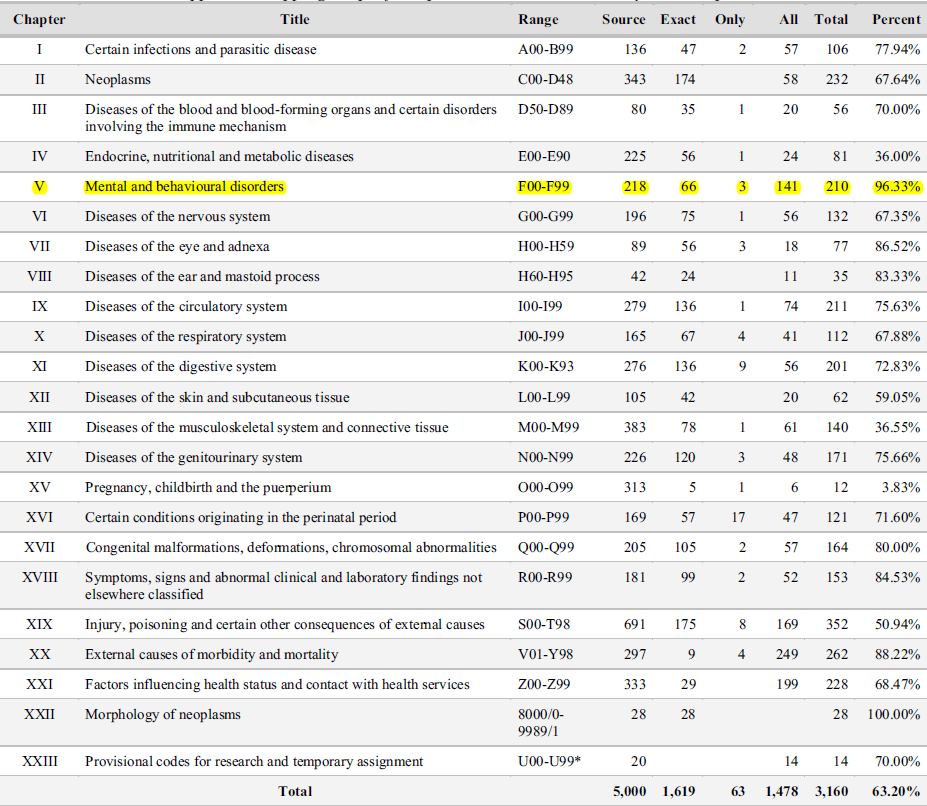 Chapter Title Range Source Exact Only All Total Percent
I Certain infections and parasitic disease A00-B99 136 47 2 57 106 77.94%
II Neoplasms C00-D48 343 174 58 232 67.64%
III Diseases of the blood and blood-forming organs and certain disorders D50-D89 80 35 1 20 56 70.00%
involving the immune mechanism
IV Endocrine, nutritional and metabolic diseases E00-E90 225 56 1 24 81 36.00%
V Mental and behavioural disorders F00-F99 218 66 3 141 210 96.33%
VI Diseases of the nervous system G00-G99 196 75 1 56 132 67.35%
VII Diseases of the eye and adnexa H00-H59 89 56 3 18 77 86.52%
VIII Diseases of the ear and mastoid process H60-H95 42 24 11 35 83.33%
IX Diseases of the circulatory system I00-I99 279 136 1 74 211 75.63%
X Diseases of the respiratory system J00-J99 165 67 4 41 112 67.88%
XI Diseases of the digestive system K00-K93 276 136 9 56 201 72.83%
XII Diseases of the skin and subcutaneous tissue L00-L99 105 42 20 62 59.05%
XIII Diseases of the musculoskeletal system and connective tissue M00-M99 383 78 1 61 140 36.55%
XIV Diseases of the genitourinary system N00-N99 226 120 3 48 171 75.66%
XV Pregnancy, childbirth and the puerperium O00-O99 313 5 1 6 12 3.83%
XVI Certain conditions originating in the perinatal period P00-P99 169 57 17 47 121 71.60%
XVII Congenital malformations, deformations, chromosomal abnormalities Q00-Q99 205 105 2 57 164 80.00%
XVIII Symptoms, signs and abnormal clinical and laboratory findings not R00-R99 181 99 2 52 153 84.53%
elsewhere classified
XIX Injury, poisoning and certain other consequences of external causes S00-T98 691 175 8 169 352 50.94%
XX External causes of morbidity and mortality V01-Y98 297 9 4 249 262 88.22%
XXI Factors influencing health status and contact with health services Z00-Z99 333 29 199 228 68.47%
XXII Morphology of neoplasms 8000/0- 28 28 28 100.00%
9989/1
XXIII Provisional codes for research and temporary assignment U00-U99* 20 14 14 70.00%
Total 5,000 1,619 63 1,478 3,160 63.20%